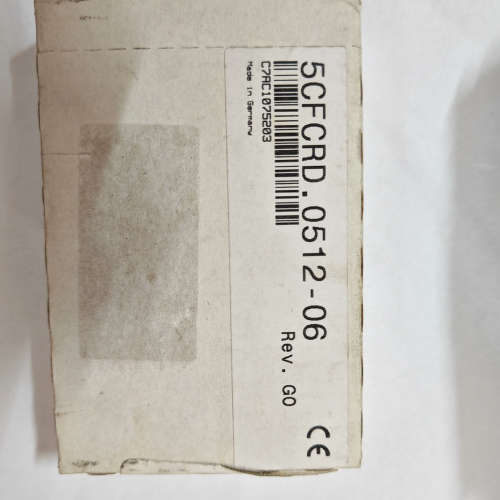 5CFCRD.0512-06
Rev. G0
C7AC1075203
Made in Germany
CE